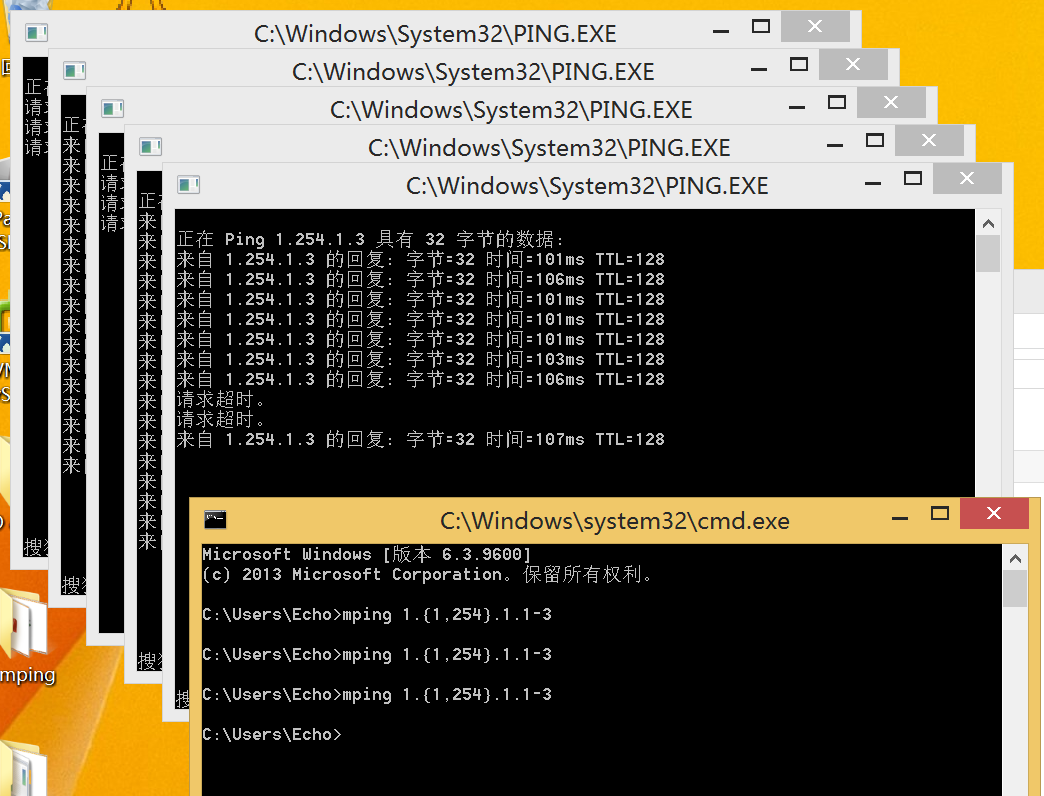 C:\Windows\System32\PING.EXE
C:\Windows\System32\PING.EXE
C:\Windows\System32\PING.EXE
C:\Windows\System32\PING.EXE
C:\Windows\System32\PING.EXE
正在 Ping 1.254.1.3 具有 32 字节的数据:
来自 1.254.1.3 的回复: 字节=32 时间=101ms TTL=128
来自 1.254.1.3 的回复: 字节=32 时间=106ms TTL=128
来自 1.254.1.3 的回复: 字节=32 时间=101ms TTL=128
来自 1.254.1.3 的回复: 字节=32 时间=101ms TTL=128
来自 1.254.1.3 的回复: 字节=32 时间=101ms TTL=128
来自 1.254.1.3 的回复: 字节=32 时间=103ms TTL=128
来自 1.254.1.3 的回复: 字节=32 时间=106ms TTL=128
请求超时。
请求超时。
来自 1.254.1.3 的回复: 字节=32 时间=107ms TTL=128
C:\Windows\system32\cmd.exe
Microsoft Windows [版本 6.3.9600]
(c) 2013 Microsoft Corporation。保留所有权利。
C:\Users\Echo>mping 1.{1,254}.1.1-3
C:\Users\Echo>mping 1.{1,254}.1.1-3
C:\Users\Echo>mping 1.{1,254}.1.1-3
C:\Users\Echo>
mping